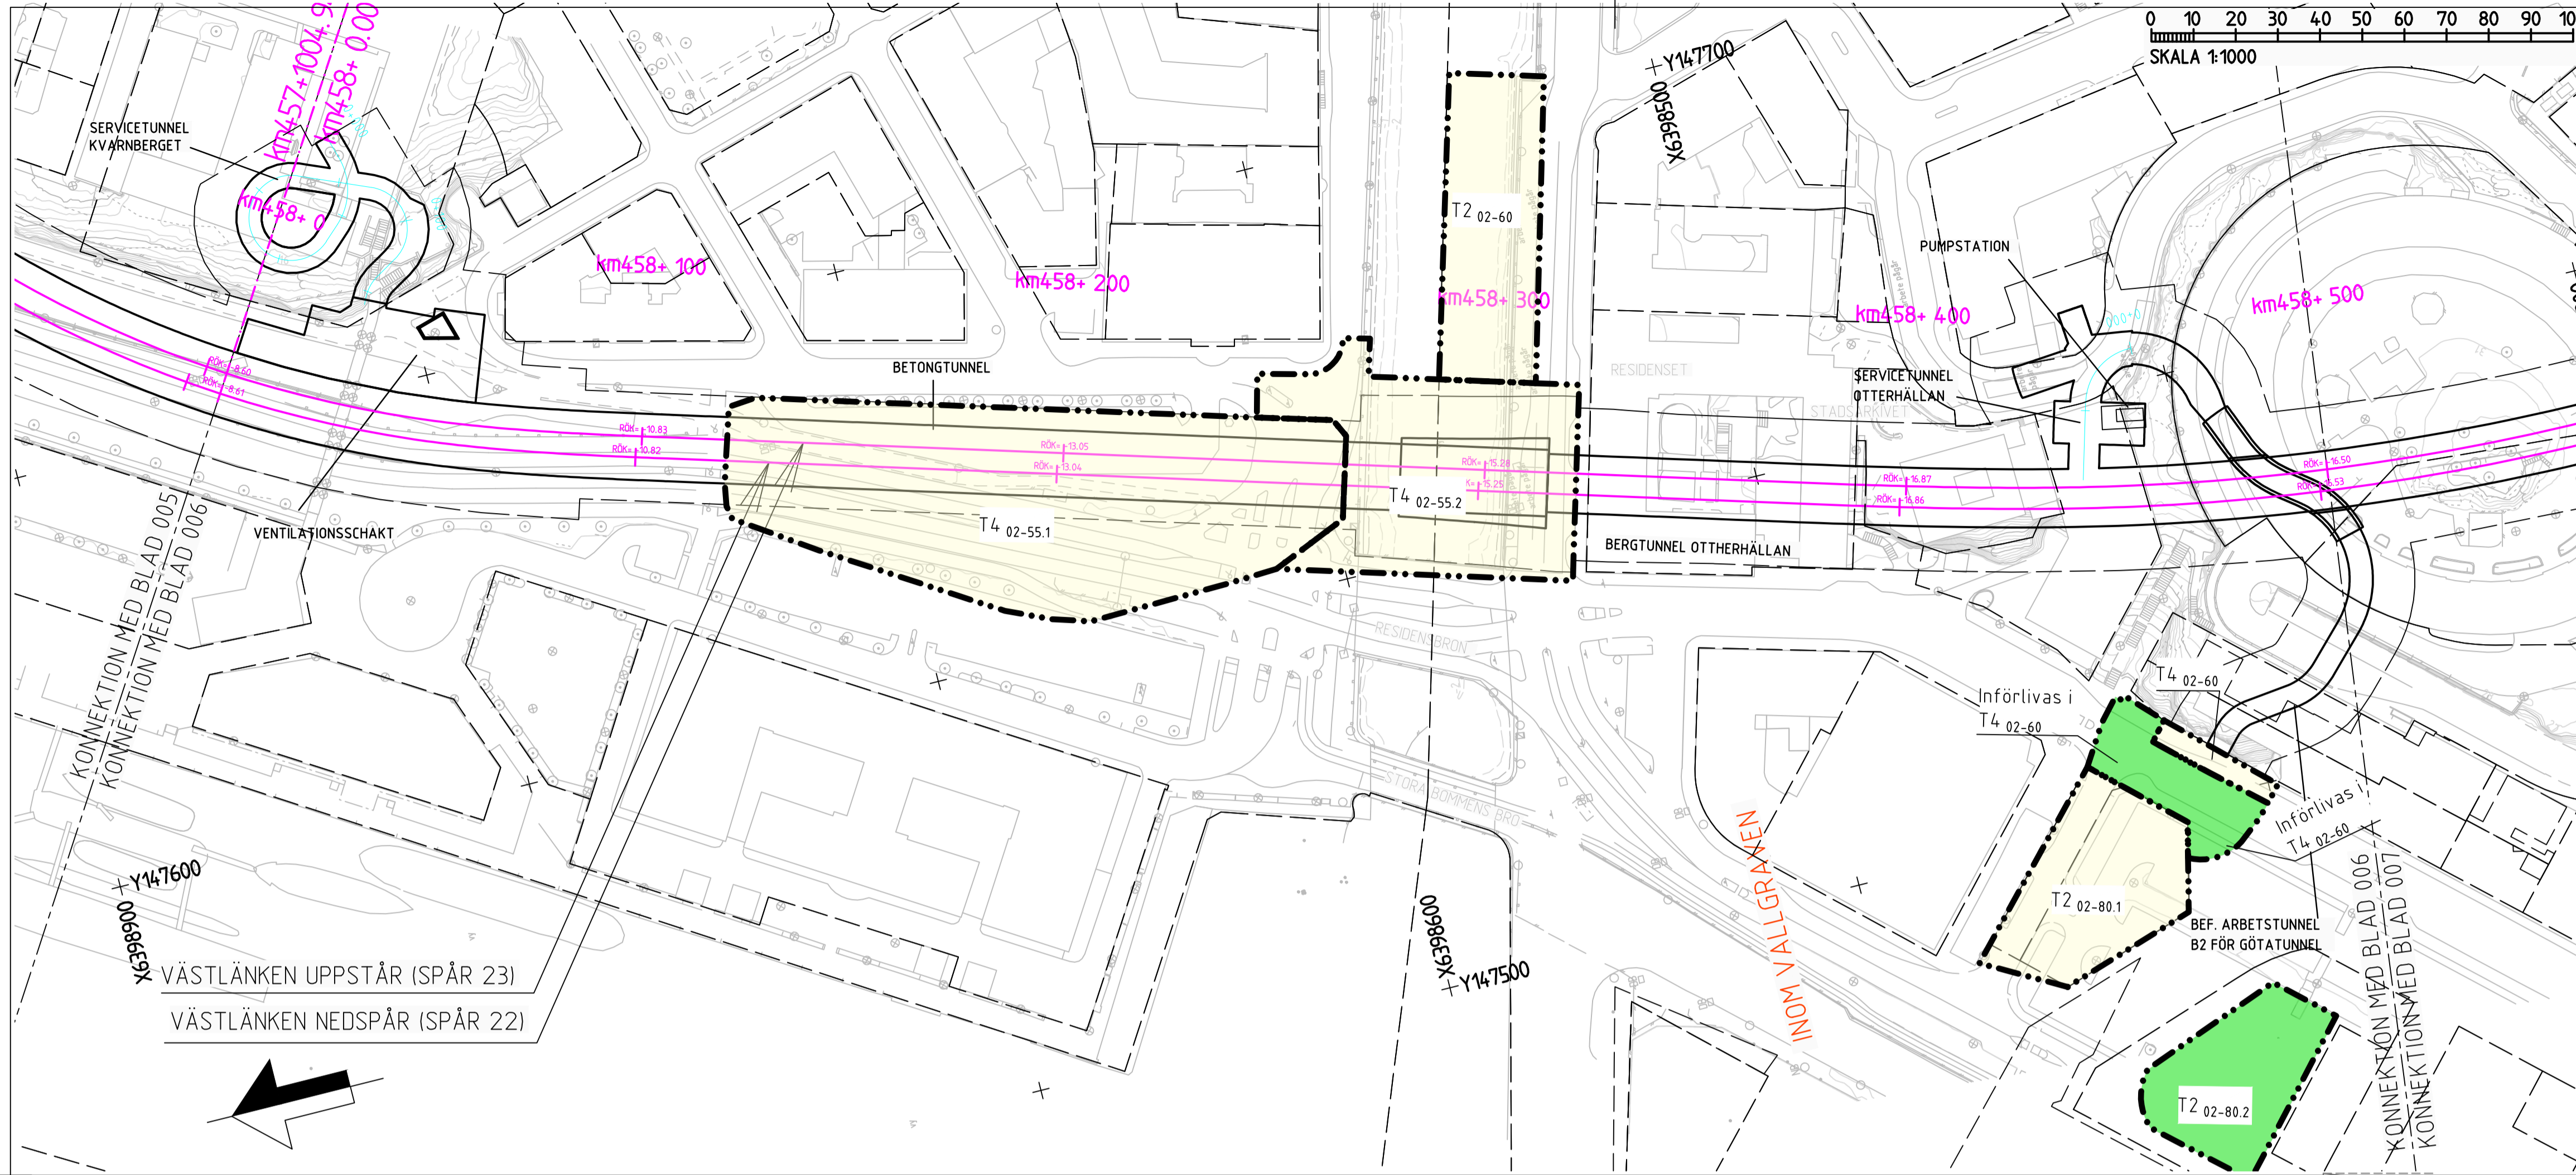 0 10 20 30 40 50 60 70 80 90 10
SKALA 1:1000
km457+1004.9
km458+ 0.00
SERVICETUNNEL
KVARNBERGET
km458+ 0
km458+ 100
km458+ 200
km458+ 300
km458+ 400
km458+ 500
Y147700
X6398500
T2 02-60
PUMPSTATION
RESIDENSET
STADSARKIVET
SERVICETUNNEL
OTTERHÄLLAN
BETONGTUNNEL
RÖK= -8.60
RÖK= -8.61
RÖK= -10.83
RÖK= -10.82
RÖK= -13.05
RÖK= -13.04
RÖK= -15.28
K= -15.25
RÖK= -16.87
RÖK= -16.86
RÖK= -16.50
RÖK= -16.53
T4 02-55.1
T4 02-55.2
VENTILATIONSSCHAKT
BERGTUNNEL OTTHERHÄLLAN
KONNEKTION MED BLAD 005
KONNEKTION MED BLAD 006
RESIDENSBRON
STORA BOMMENS BRO
T4 02-60
Införlivas i
T4 02-60
Införlivas i
T4 02-60
INOM VALLGRAVEN
T2 02-80.1
BEF. ARBETSTUNNEL
B2 FÖR GÖTATUNNEL
KONNEKTION MED BLAD 006
KONNEKTION MED BLAD 007
Y147600
X6398900
X6398600
Y147500
VÄSTLÄNKEN UPPSTÅR (SPÅR 23)
VÄSTLÄNKEN NEDSPÅR (SPÅR 22)
T2 02-80.2